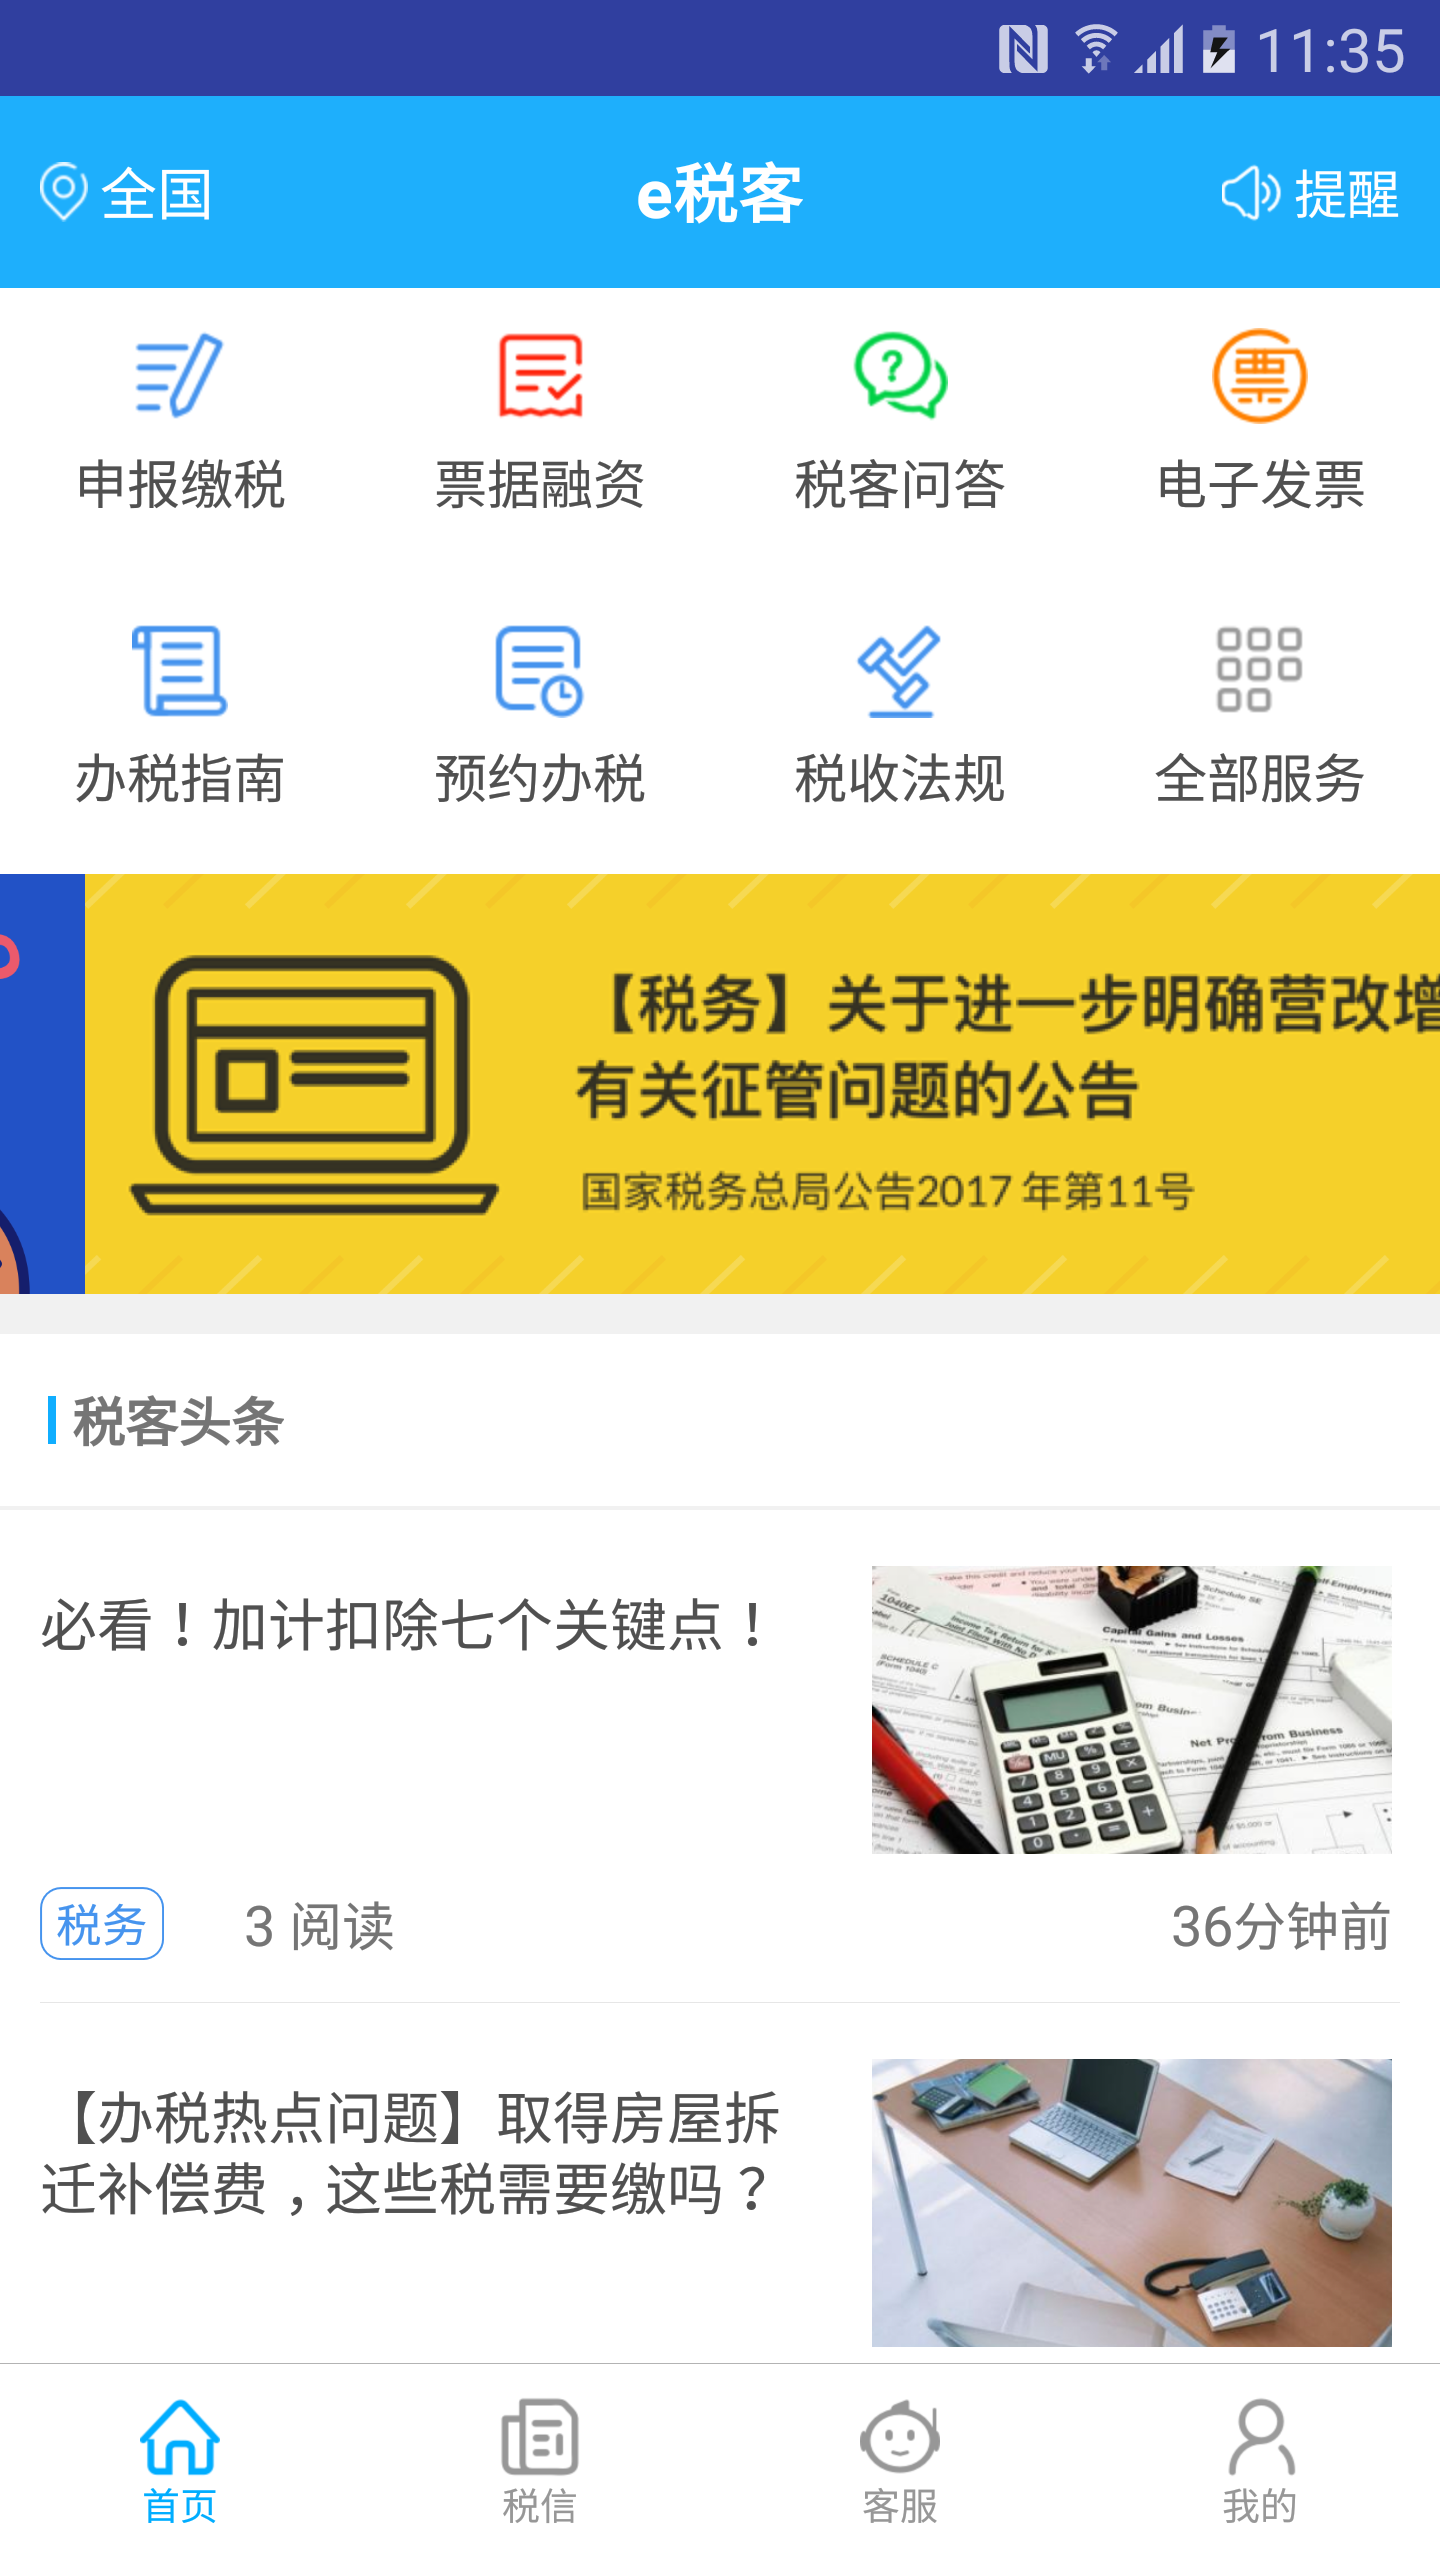 11:35
全国
e税客
提醒
申报缴税
票据融资
税客问答
票
电子发票
办税指南
预约办税
税收法规
全部服务
【税务】关于进一步明确营改增
有关征管问题的公告
国家税务总局公告2017 年第11号
税客头条
必看！加计扣除七个关键点！
税务
3 阅读
36分钟前
【办税热点问题】取得房屋拆
迁补偿费，这些税需要缴吗？
首页
税信
客服
我的